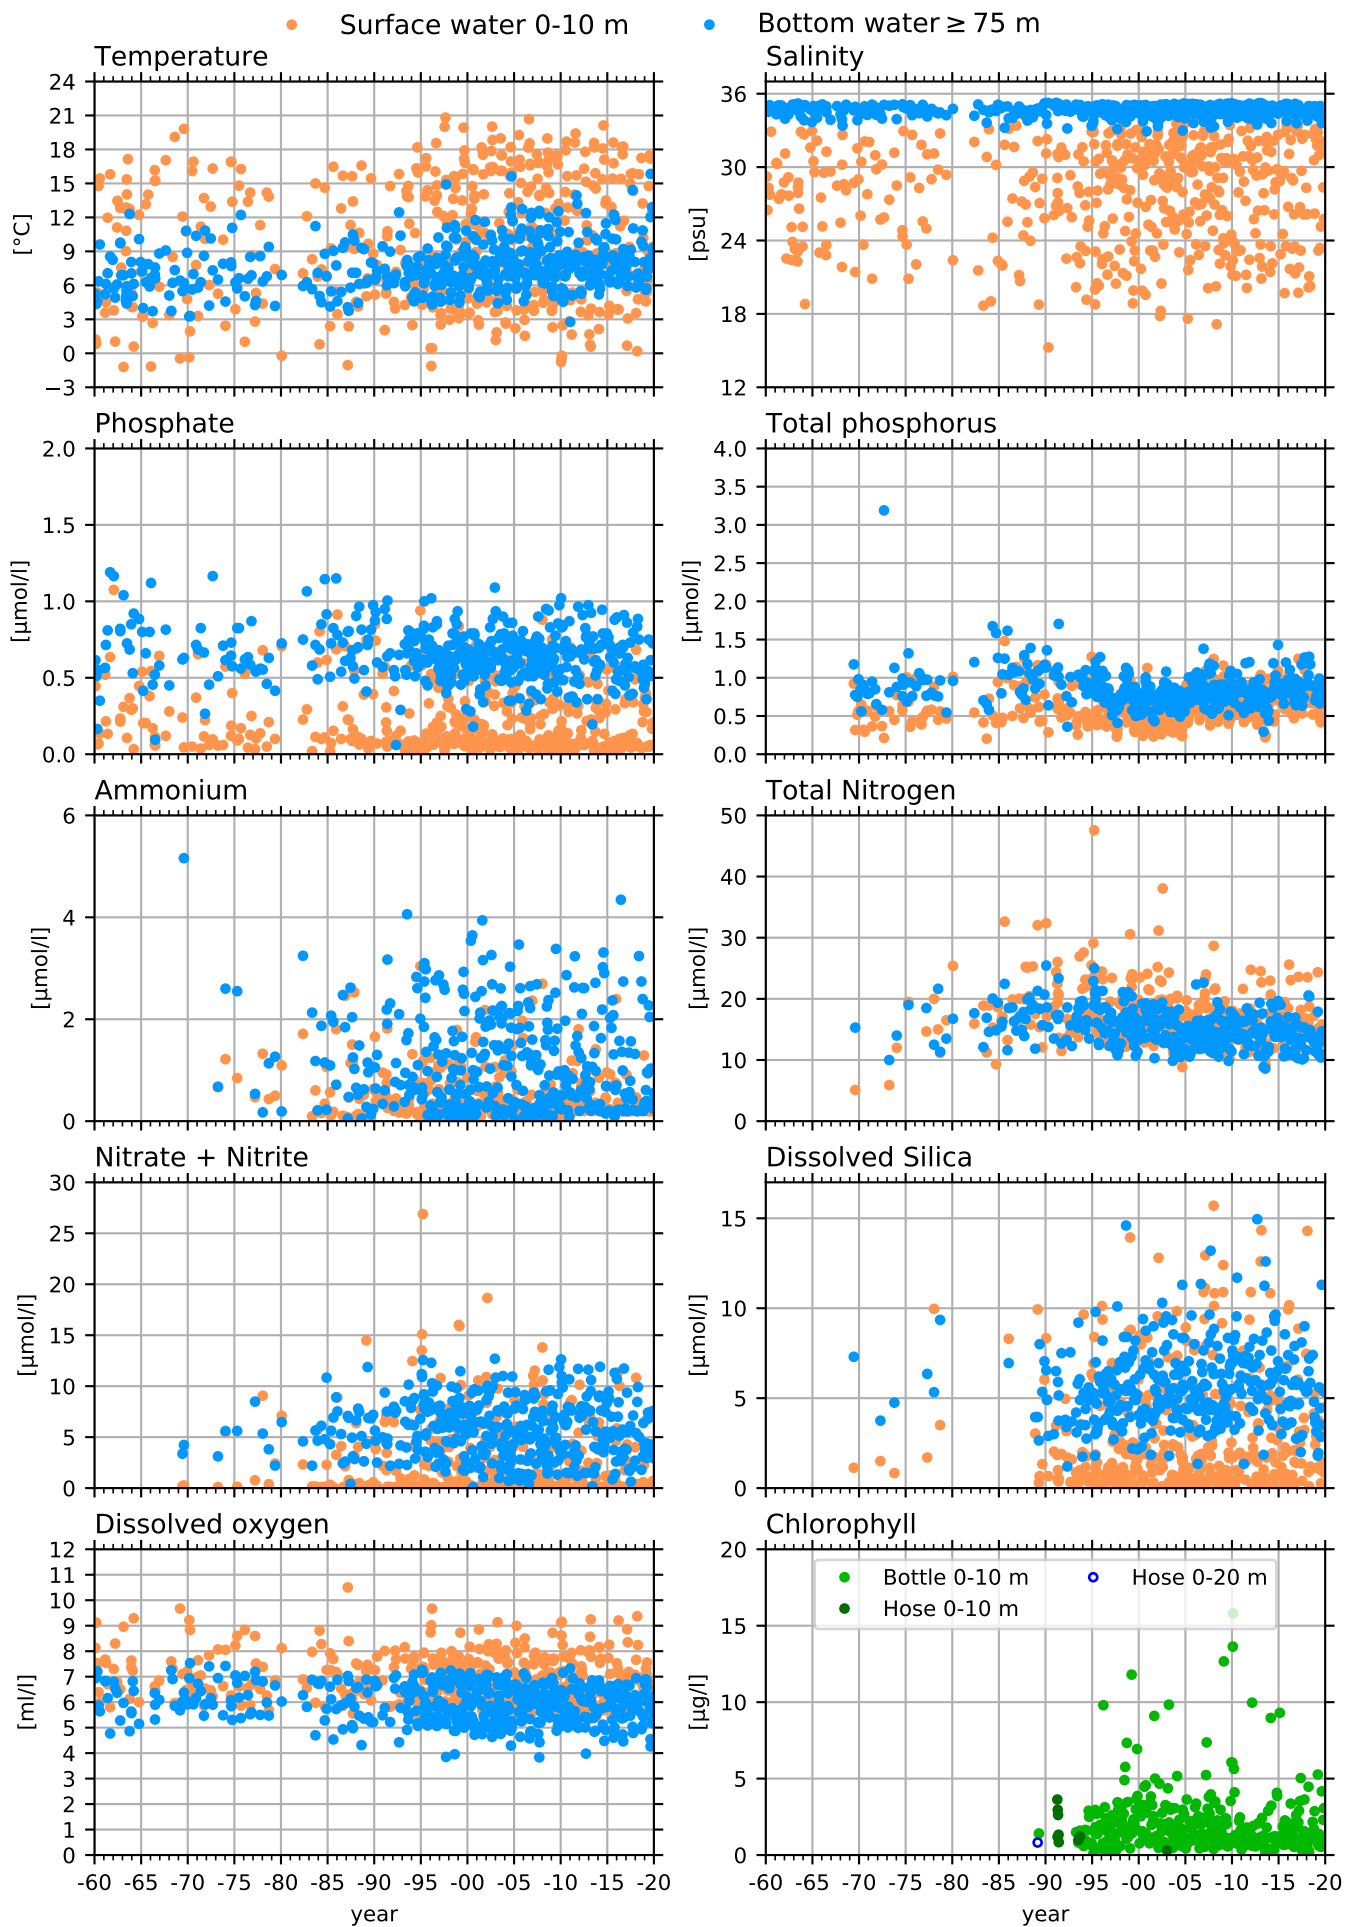 Surface water 0-10 m
Bottom water ≥ 75 m
Temperature
24
21
18
15
12
9
6
3
0
−3
[°C]
Salinity
36
30
24
18
12
[psu]
Phosphate
2.0
1.5
1.0
0.5
0.0
[µmol/l]
Total phosphorus
4.0
3.5
3.0
2.5
2.0
1.5
1.0
0.5
0.0
[µmol/l]
Ammonium
6
4
2
0
[µmol/l]
Total Nitrogen
50
40
30
20
10
0
[µmol/l]
Nitrate + Nitrite
30
25
20
15
10
5
0
[µmol/l]
Dissolved Silica
15
10
5
0
[µmol/l]
Dissolved oxygen
12
11
10
9
8
7
6
5
4
3
2
1
0
[ml/l]
-60 -65 -70 -75 -80 -85 -90 -95 -00 -05 -10 -15 -20
year
Chlorophyll
Bottle 0-10 m
Hose 0-10 m
Hose 0-20 m
20
15
10
5
0
[µg/l]
-60 -65 -70 -75 -80 -85 -90 -95 -00 -05 -10 -15 -20
year